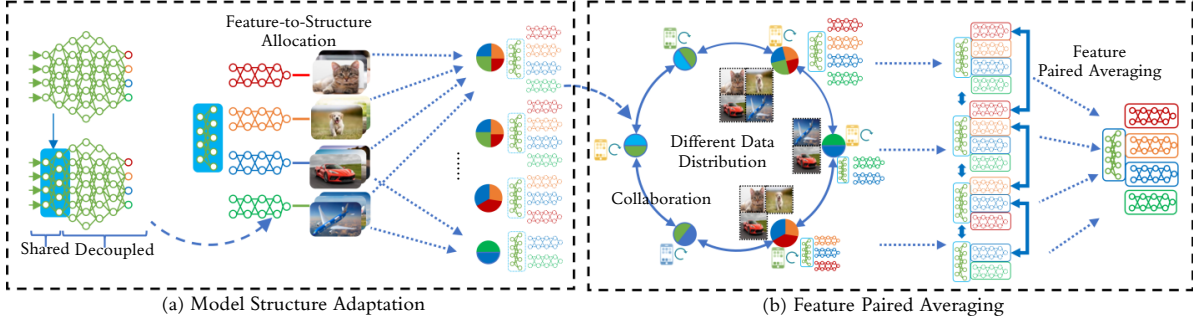 Feature-to-Structure
Allocation
Shared Decoupled
(a) Model Structure Adaptation
Different Data
Distribution
Collaboration
Feature
Paired Averaging
(b) Feature Paired Averaging